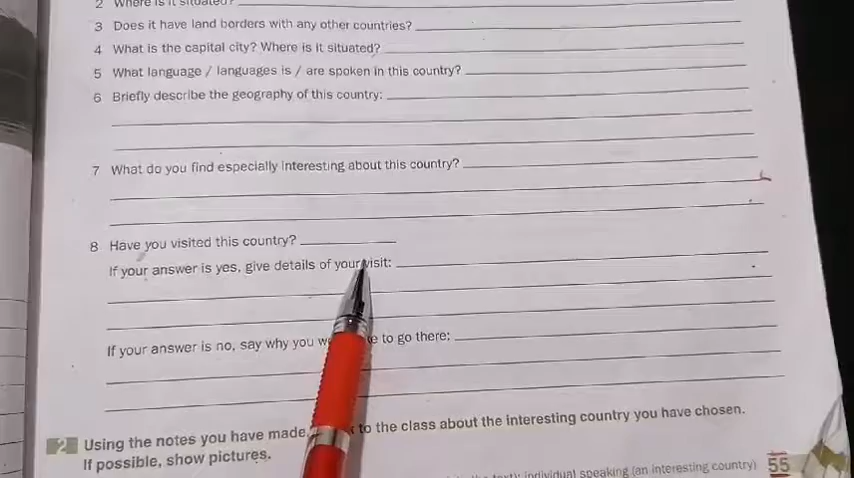 2 Where is it situated?
3 Does it have land borders with any other countries?
4 What is the capital city? Where is it situated?
5 What language / languages is / are spoken in this country?
6 Briefly describe the geography of this country:
7 What do you find especially interesting about this country?
8 Have you visited this country?
If your answer is yes, give details of your visit:
If your answer is no, say why you to go there:
2 Using the notes you have made, to the class about the interesting country you have chosen.
If possible, show pictures.
individual speaking (an interesting country) 55